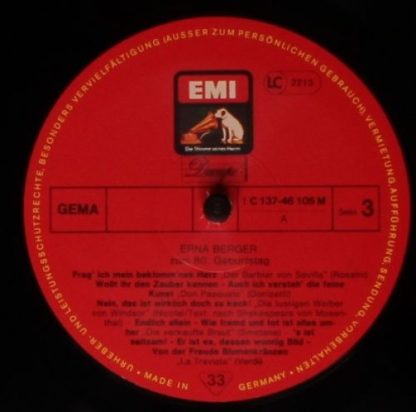 URHEBER- UND LEISTUNGSSCHUTZRECHTE, BESONDERS VERVIELFÄLTIGUNG (AUSSER ZUM PERSÖNLICHEN GEBRAUCH), VERMIETUNG, AUFFÜHRUNG, SENDUNG, VORBEHALTEN · MADE IN GERMANY ·
EMI
LC 2213
Die Stimme seines Herrn
Dacapo
GEMA
1 C 137-46 105 M
A
Seite 3
ERNA BERGER
zum 80. Geburtstag
Frag' ich mein beklomm'nes Herz „Der Barbier von Sevilla" (Rossini)
Wollt ihr den Zauber kennen - Auch ich versteh' die feine
Kunst „Don Pasquale" (Donizetti)
Nein, das ist wirklich doch zu keck! „Die lustigen Weiber
von Windsor" (Nicolai/Text: nach Shakespeare von Mosen-
thal) - Endlich allein - Wie fremd und tot ist alles um-
her „Die verkaufte Braut" (Smetana) - 's ist
seltsam! - Er ist es, dessen wonnig Bild -
Von der Freude Blumenkränzen
„La Traviata" (Verdi)
33